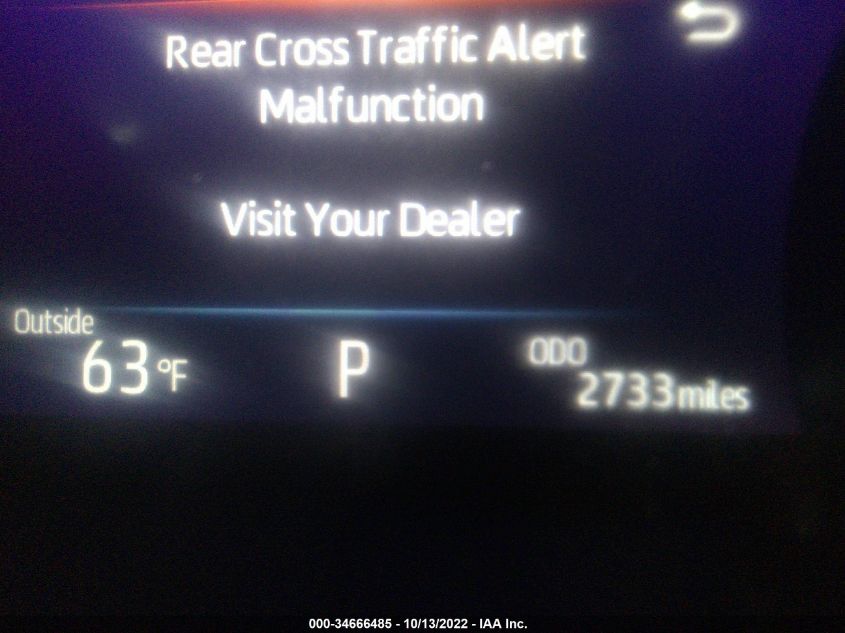 Rear Cross Traffic Alert
Malfunction
Visit Your Dealer
Outside
63 °F
P
ODO
2733 miles
000-34666485 - 10/13/2022 - IAA Inc.